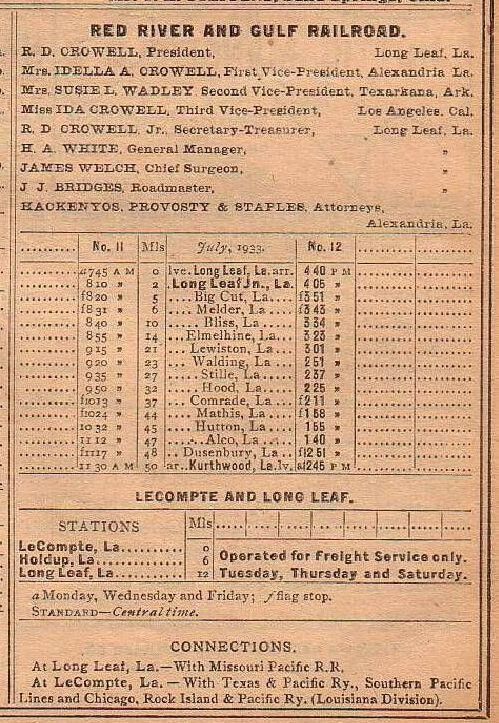 RED RIVER AND GULF RAILROAD.
R. D. CROWELL, President, Long Leaf, La.
Mrs. IDELLA A. CROWELL, First Vice-President, Alexandria La.
Mrs. SUSIE L. WADLEY Second Vice-President, Texarkana, Ark.
Miss IDA CROWELL, Third Vice-President, Los Angeles, Cal.
R. D CROWELL, Jr., Secretary-Treasurer, Long Leaf, La.
H. A. WHITE, General Manager, "
JAMES WELCH, Chief Surgeon, "
J J. BRIDGES, Roadmaster, "
HACKENYOS, PROVOSTY & STAPLES, Attorneys,
Alexandria, La.
.......... No. 11 Mls July, 1933. No. 12
.......... a7 45 A M 0 lve. Long Leaf, La. arr. 4 40 P M
.......... 8 10 " 2 . Long Leaf Jn., La. 4 05 "
.......... f8 20 " 5 .... Big Cut, La.... f3 51 "
.......... f8 31 " 6 .... Melder, La.... f3 43 "
.......... 8 40 " 10 .... Bliss, La.... 3 34 "
.......... 8 55 " 14 ...Elmelhine, La... 3 23 "
.......... 9 15 " 21 ... Lewiston, La... 3 01 "
.......... 9 20 " 23 ... Walding, La... 2 51 "
.......... 9 35 " 27 .... Stille, La.... 2 37 "
.......... 9 50 " 32 .... Hood, La.... 2 25 "
.......... f10 13 " 37 ... Comrade, La... f2 11 "
.......... f10 24 " 44 ... Mathis, La... f1 58 "
.......... 10 32 " 45 ... Hutton, La... 1 55 "
.......... 11 12 " 47 .... Alco, La.... 1 40 "
.......... f11 17 " 48 .. Dusenbury, La.. f12 51 "
.......... 11 30 A M 50 ar.. Kurthwood, La. lv. a12 45 P M
LECOMPTE AND LONG LEAF.
STATIONS Mls
LeCompte, La.......... 0
Holdup, La............ 6 Operated for Freight Service only.
Long Leaf, La......... 12 Tuesday, Thursday and Saturday.
a Monday, Wednesday and Friday; f flag stop.
STANDARD—Central time.
CONNECTIONS.
At Long Leaf, La.—With Missouri Pacific R.R.
At LeCompte, La. — With Texas & Pacific Ry., Southern Pacific
Lines and Chicago, Rock Island & Pacific Ry. (Louisiana Division).